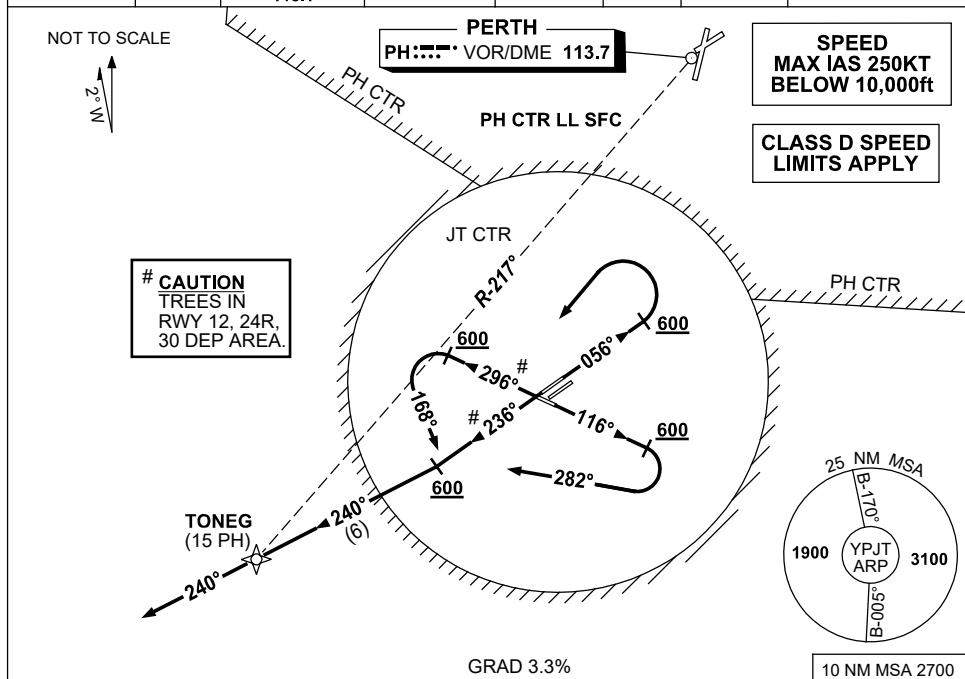 NOT TO SCALE
2° W
PH CTR
PERTH
PH VOR/DME 113.7
SPEED
MAX IAS 250KT
BELOW 10,000ft
PH CTR LL SFC
CLASS D SPEED
LIMITS APPLY
JT CTR
R-217°
# CAUTION
TREES IN
RWY 12, 24R,
30 DEP AREA.
PH CTR
600
056°
600
296°
#
168°
#
236°
116°
600
600
282°
240°
(6)
TONEG
(15 PH)
240°
25 NM MSA
B-170°
1900
YPJT
ARP
3100
B-005°
GRAD 3.3%
10 NM MSA 2700